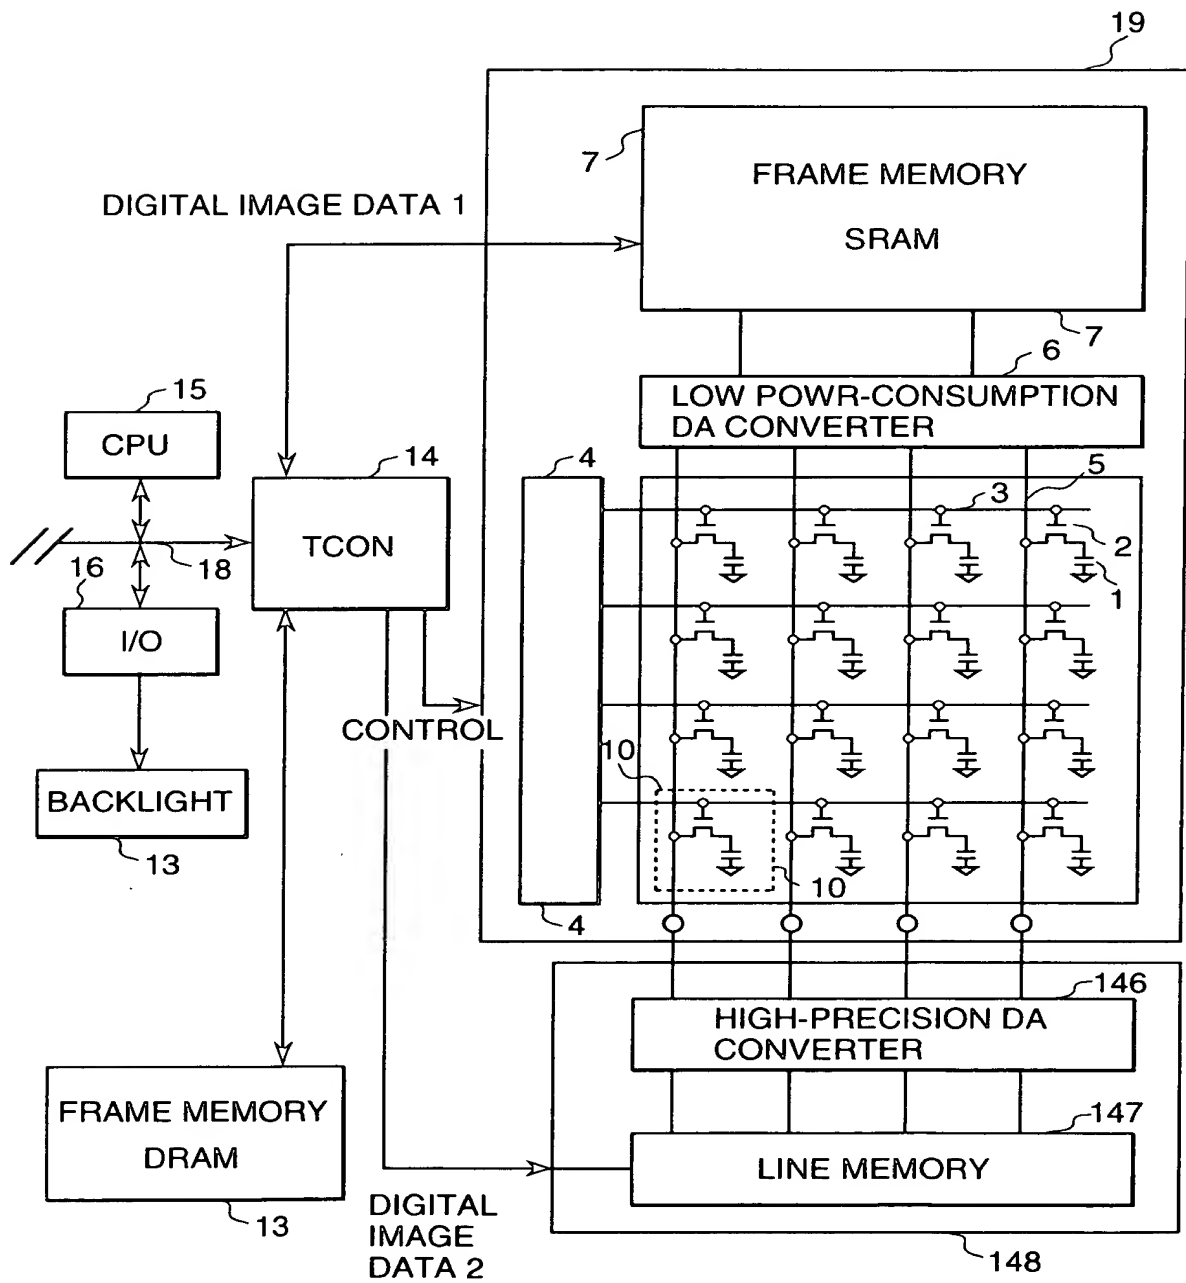 19
7
FRAME MEMORY
SRAM
DIGITAL IMAGE DATA 1
7
6
15
LOW POWR-CONSUMPTION
DA CONVERTER
CPU
14
4
5
3
TCON
2
16
18
1
I/O
CONTROL
10
BACKLIGHT
13
10
4
146
HIGH-PRECISION DA
CONVERTER
FRAME MEMORY
DRAM
147
LINE MEMORY
13
DIGITAL
IMAGE
DATA 2
148